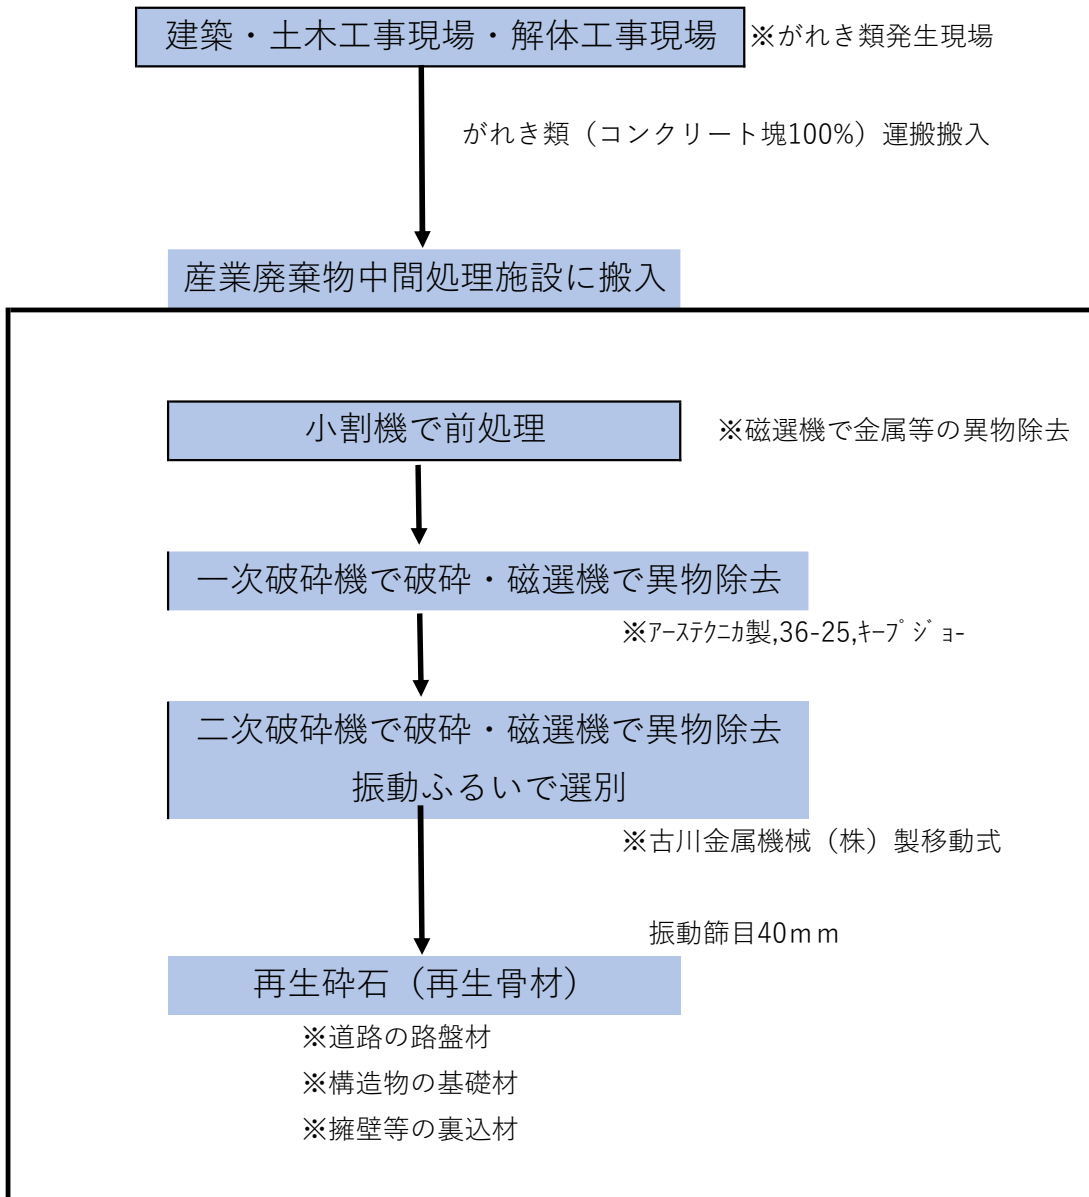 建築・土木工事現場・解体工事現場 ※がれき類発生現場
がれき類（コンクリート塊100%）運搬搬入
産業廃棄物中間処理施設に搬入
小割機で前処理 ※磁選機で金属等の異物除去
一次破砕機で破砕・磁選機で異物除去
※ｱｰｽﾃｸﾆｶ製,36-25,ｷｰﾌﾟｼﾞｮｰ
二次破砕機で破砕・磁選機で異物除去
振動ふるいで選別
※古川金属機械（株）製移動式
振動篩目40ｍｍ
再生砕石（再生骨材）
※道路の路盤材
※構造物の基礎材
※擁壁等の裏込材